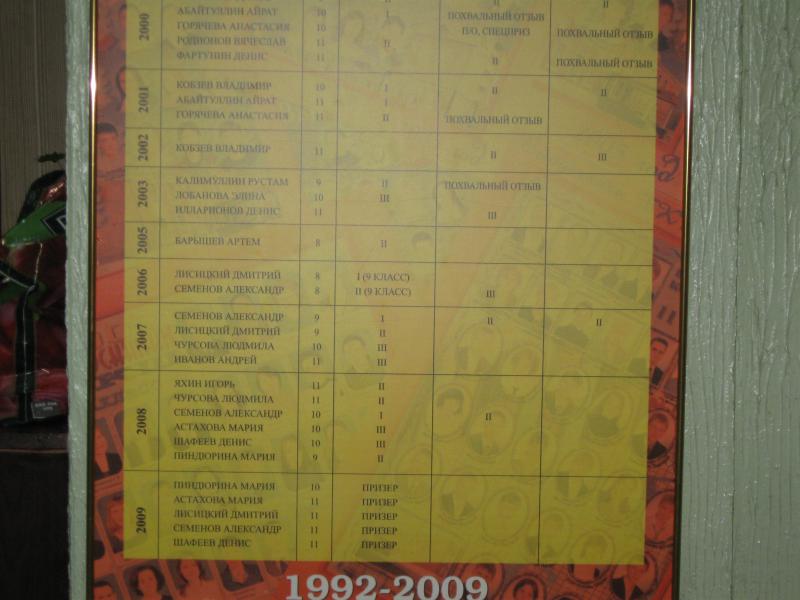 II II
АБАЙТУЛЛИН АЙРАТ 10 I ПОХВАЛЬНЫЙ ОТЗЫВ
ГОРЯЧЕВА АНАСТАСИЯ 10 П/О, СПЕЦПРИЗ ПОХВАЛЬНЫЙ ОТЗЫВ
2000 РОДИОНОВ ВЯЧЕСЛАВ 11 II
ФАРТУНИН ДЕНИС 11 II ПОХВАЛЬНЫЙ ОТЗЫВ
КОБЗЕВ ВЛАДИМИР 10 I II II
2001 АБАЙТУЛЛИН АЙРАТ 11 I
ГОРЯЧЕВА АНАСТАСИЯ 11 II ПОХВАЛЬНЫЙ ОТЗЫВ
2002 КОБЗЕВ ВЛАДИМИР 11 II III
КАЛИМУЛЛИН РУСТАМ 9 II ПОХВАЛЬНЫЙ ОТЗЫВ
2003 ЛОБАНОВА ЭЛИНА 10 III
ИЛЛАРИОНОВ ДЕНИС 11 III
2005 БАРЫШЕВ АРТЕМ 8 II
2006 ЛИСИЦКИЙ ДМИТРИЙ 8 I (9 КЛАСС)
СЕМЕНОВ АЛЕКСАНДР 8 II (9 КЛАСС) III
СЕМЕНОВ АЛЕКСАНДР 9 I II II
2007 ЛИСИЦКИЙ ДМИТРИЙ 9 II
ЧУРСОВА ЛЮДМИЛА 10 III
ИВАНОВ АНДРЕЙ 11 III
ЯХИН ИГОРЬ 11 II
ЧУРСОВА ЛЮДМИЛА 11 II
2008 СЕМЕНОВ АЛЕКСАНДР 10 I II
АСТАХОВА МАРИЯ 10 III
ШАФЕЕВ ДЕНИС 10 III
ПИНДЮРИНА МАРИЯ 9 II
ПИНДЮРИНА МАРИЯ 10 ПРИЗЕР
АСТАХОВА МАРИЯ 11 ПРИЗЕР
2009 ЛИСИЦКИЙ ДМИТРИЙ 11 ПРИЗЕР
СЕМЕНОВ АЛЕКСАНДР 11 ПРИЗЕР
ШАФЕЕВ ДЕНИС 11 ПРИЗЕР
1992-2009